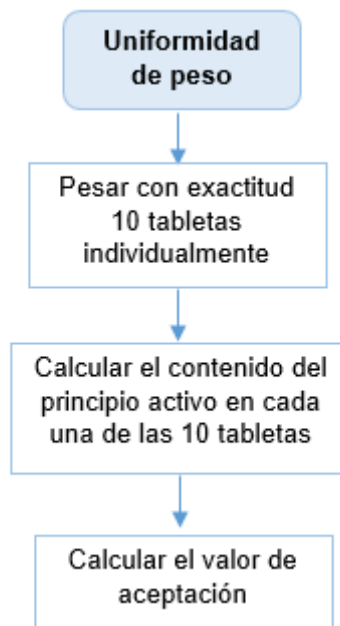 Uniformidad
de peso
Pesar con exactitud
10 tabletas
individualmente
Calcular el contenido del
principio activo en cada
una de las 10 tabletas
Calcular el valor de
aceptación